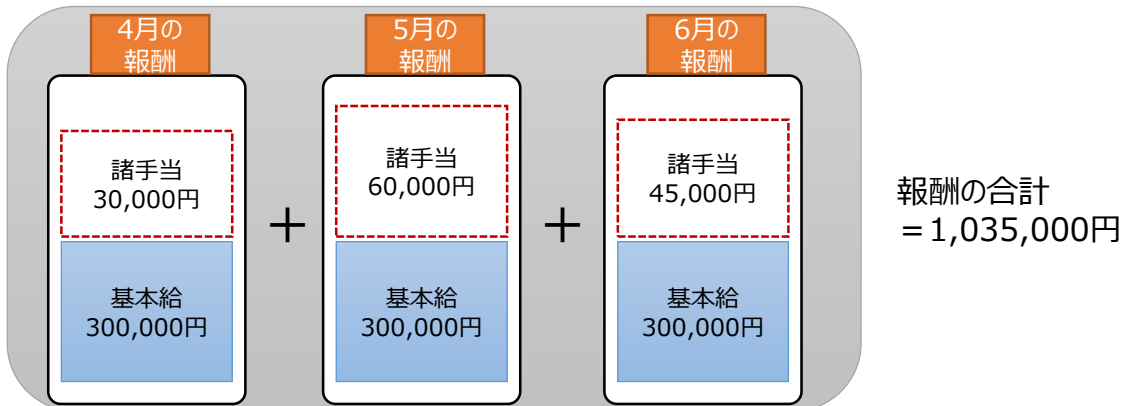 4月の
報酬
5月の
報酬
6月の
報酬
諸手当
30,000円
諸手当
60,000円
諸手当
45,000円
＋
＋
基本給
300,000円
基本給
300,000円
基本給
300,000円
報酬の合計
＝1,035,000円